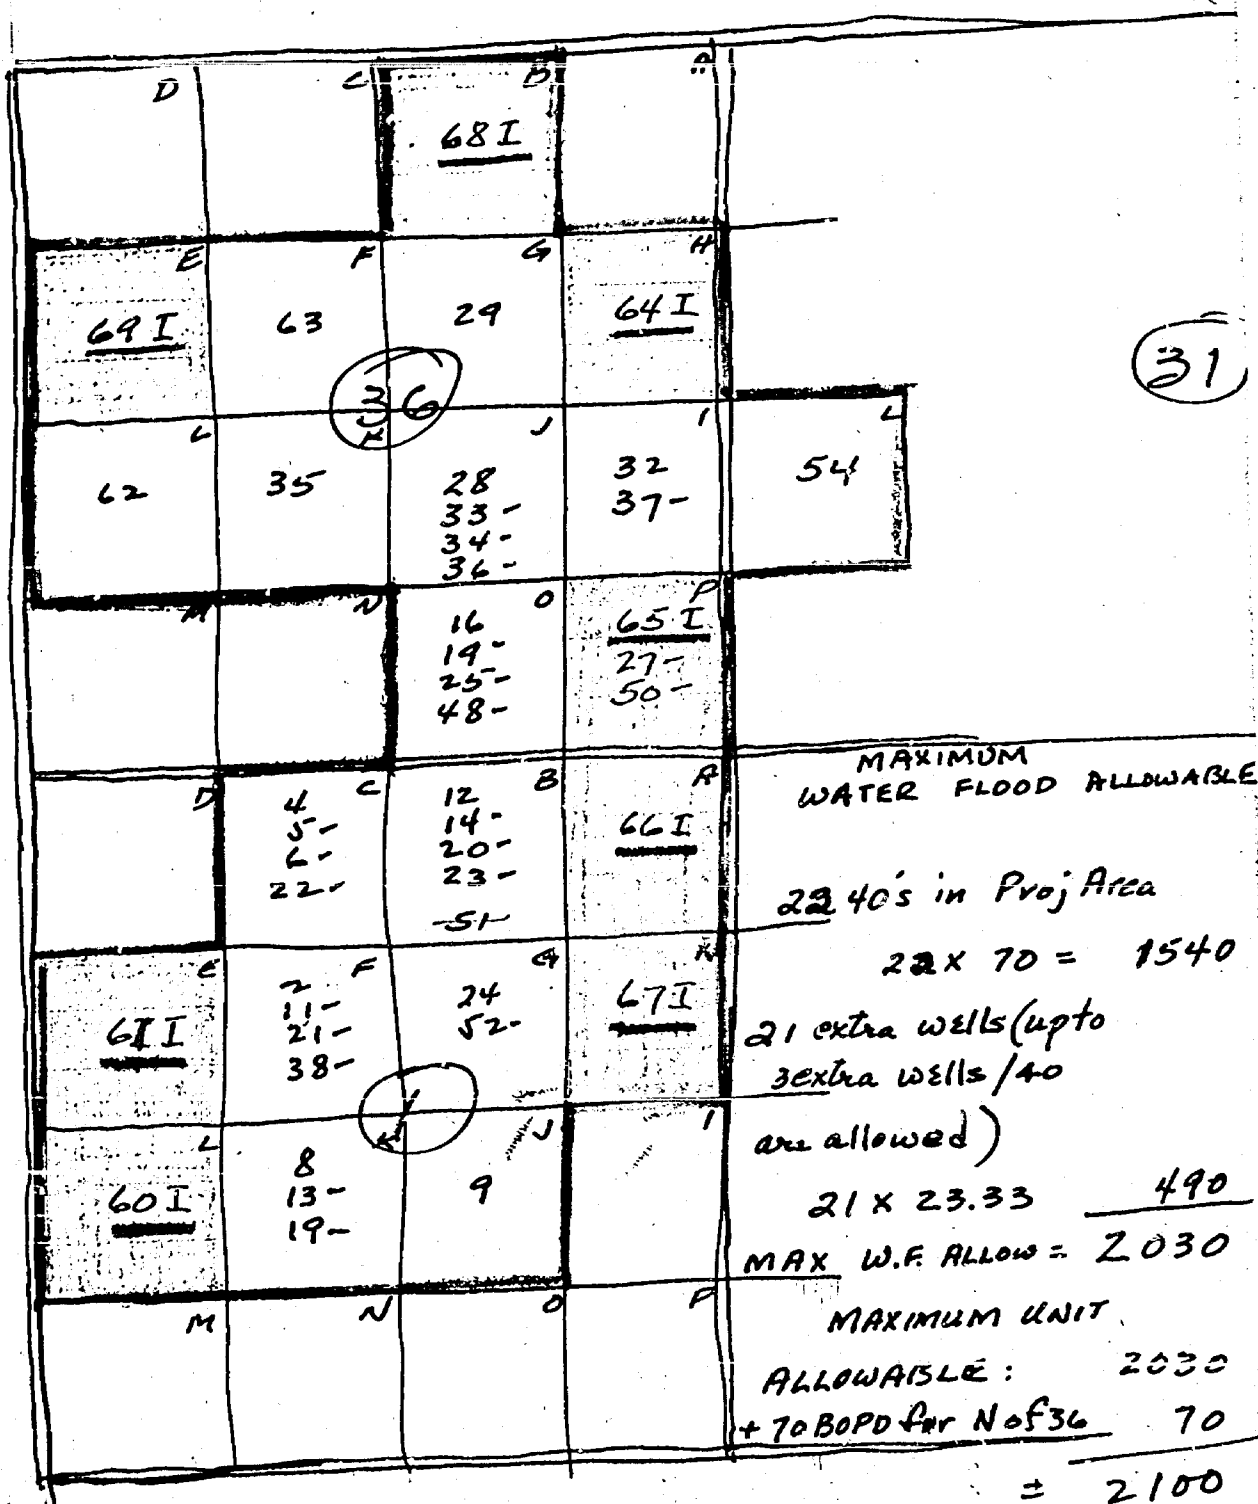 D C B A
68 I
E F G H
69 I 63 29 64 I
36
31
L K J I L
62 35 28 32 54
33- 37-
34-
36-
M N O P
16 65 I
19- 27-
25- 50-
48-
MAXIMUM
WATER FLOOD ALLOWABLE
D C B A
4 12 66 I
5- 14-
6- 20-
22- 23-
51
22 40's in Proj Area
22 X 70 = 1540
E F G H
61 I 2 24 67 I
11- 52-
21-
38-
21 extra wells (up to
3 extra wells / 40
are allowed)
1
L K J I
60 I 8 9
13-
19-
21 X 23.33 490
MAX W.F. ALLOW = 2030
M N O P
MAXIMUM UNIT
ALLOWABLE: 2030
+ 70 BOPD for N of 36 70
= 2100